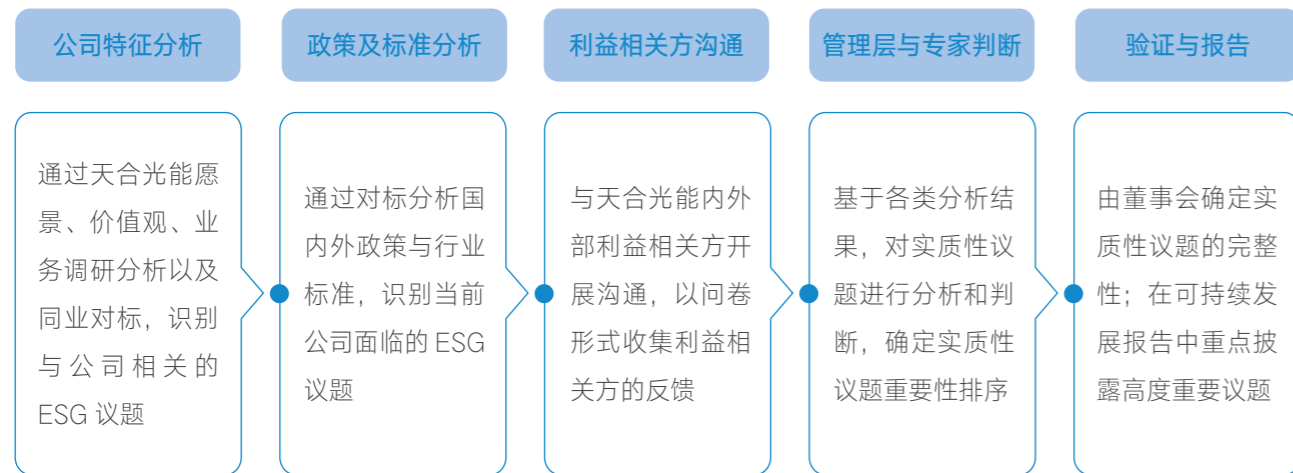 公司特征分析
政策及标准分析
利益相关方沟通
管理层与专家判断
验证与报告
通过天合光能愿
景、价值观、业
务调研分析以及
同业对标，识别
与公司相关的
ESG 议题
通过对标分析国
内外政策与行业
标准，识别当前
公司面临的 ESG
议题
与天合光能内外
部利益相关方开
展沟通，以问卷
形式收集利益相
关方的反馈
基于各类分析结
果，对实质性议
题进行分析和判
断，确定实质性
议题重要性排序
由董事会确定实
质性议题的完整
性；在可持续发
展报告中重点披
露高度重要议题